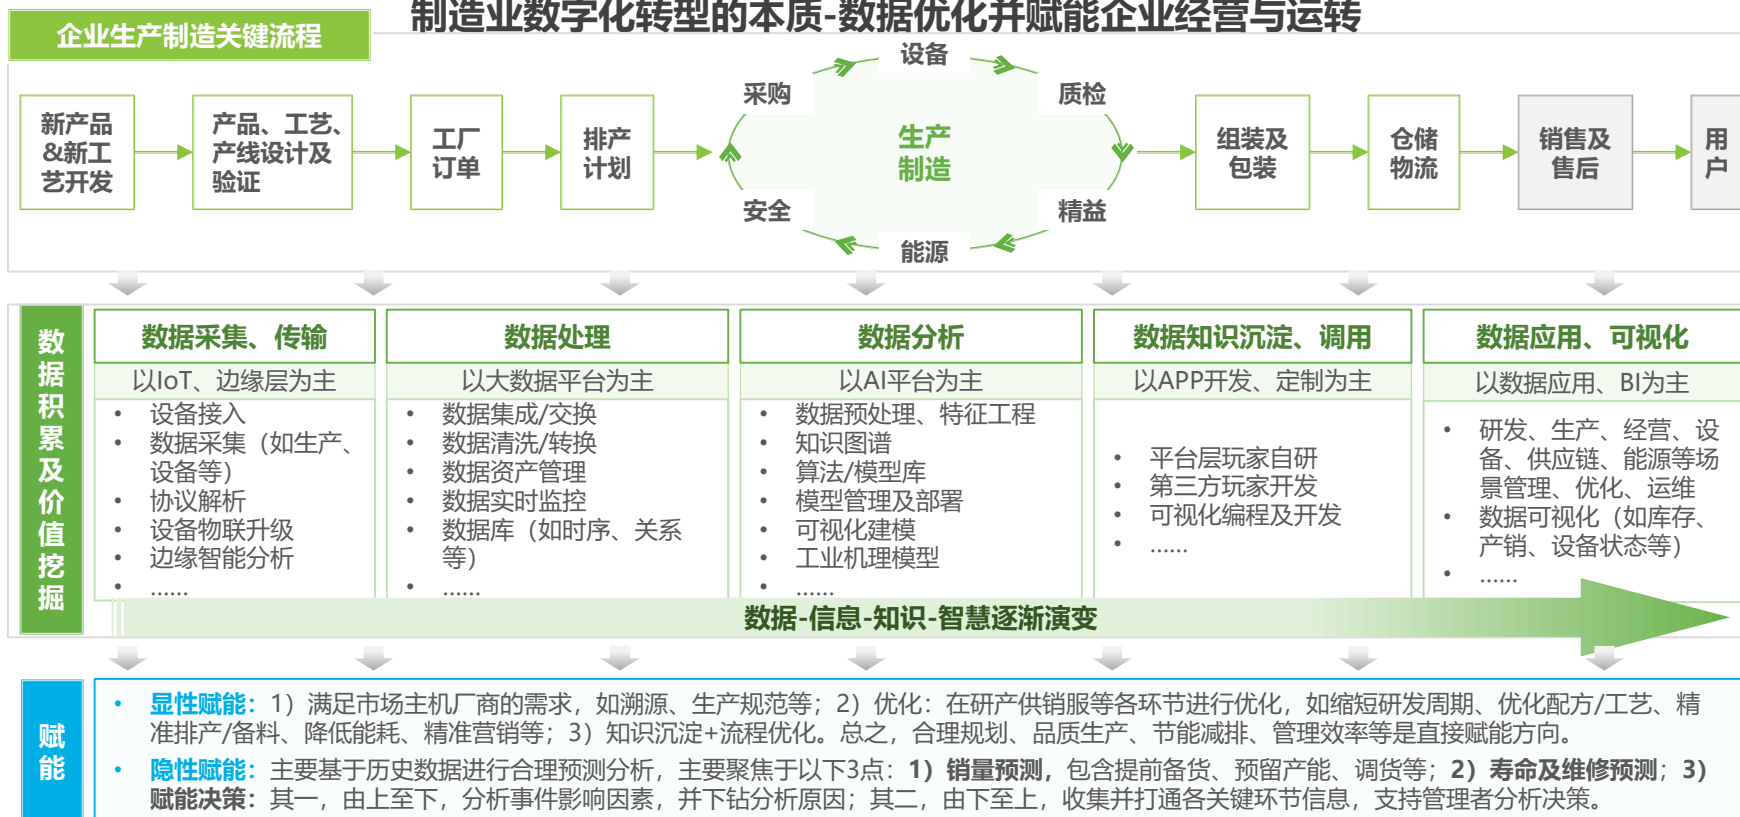 制造业数字化转型的本质-数据优化并赋能企业经营与运转
企业生产制造关键流程
新产品
&新工
艺开发
产品、工艺、
产线设计及
验证
工厂
订单
排产
计划
采购
设备
质检
生产
制造
安全
能源
精益
组装及
包装
仓储
物流
销售及
售后
用
户
数据积累及价值挖掘
数据采集、传输
以IoT、边缘层为主
• 设备接入
• 数据采集（如生产、
设备等）
• 协议解析
• 设备物联升级
• 边缘智能分析
• ......
数据处理
以大数据平台为主
• 数据集成/交换
• 数据清洗/转换
• 数据资产管理
• 数据实时监控
• 数据库（如时序、关系
等）
• ......
数据分析
以AI平台为主
• 数据预处理、特征工程
• 知识图谱
• 算法/模型库
• 模型管理及部署
• 可视化建模
• 工业机理模型
• ......
数据知识沉淀、调用
以APP开发、定制为主
• 平台层玩家自研
• 第三方玩家开发
• 可视化编程及开发
• ......
数据应用、可视化
以数据应用、BI为主
• 研发、生产、经营、设
备、供应链、能源等场
景管理、优化、运维
• 数据可视化（如库存、
产销、设备状态等）
• ......
数据-信息-知识-智慧逐渐演变
赋能
• 显性赋能：1）满足市场主机厂商的需求，如溯源、生产规范等；2）优化：在研产供销服等各环节进行优化，如缩短研发周期、优化配方/工艺、精
准排产/备料、降低能耗、精准营销等；3）知识沉淀+流程优化。总之，合理规划、品质生产、节能减排、管理效率等是直接赋能方向。
• 隐性赋能：主要基于历史数据进行合理预测分析，主要聚焦于以下3点：1）销量预测，包含提前备货、预留产能、调货等；2）寿命及维修预测；3）
赋能决策：其一，由上至下，分析事件影响因素，并下钻分析原因；其二，由下至上，收集并打通各关键环节信息，支持管理者分析决策。